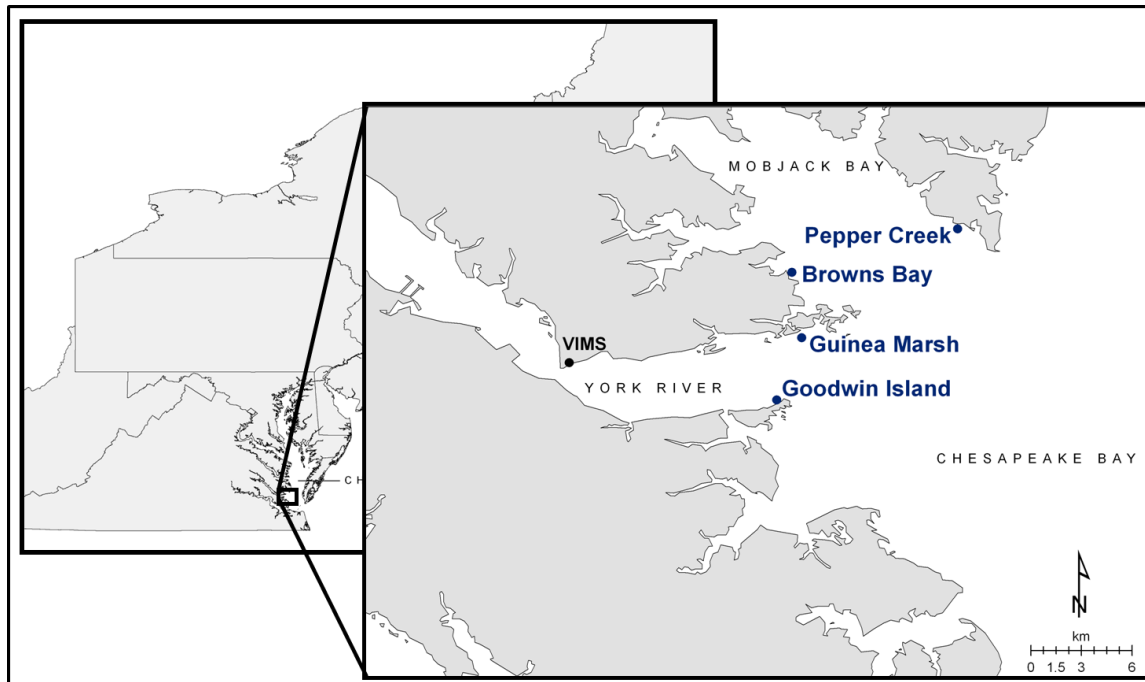 MOBJACK BAY
Pepper Creek
Browns Bay
Guinea Marsh
VIMS
YORK RIVER
Goodwin Island
CHESAPEAKE BAY
CH
N
km
0 1.5 3 6